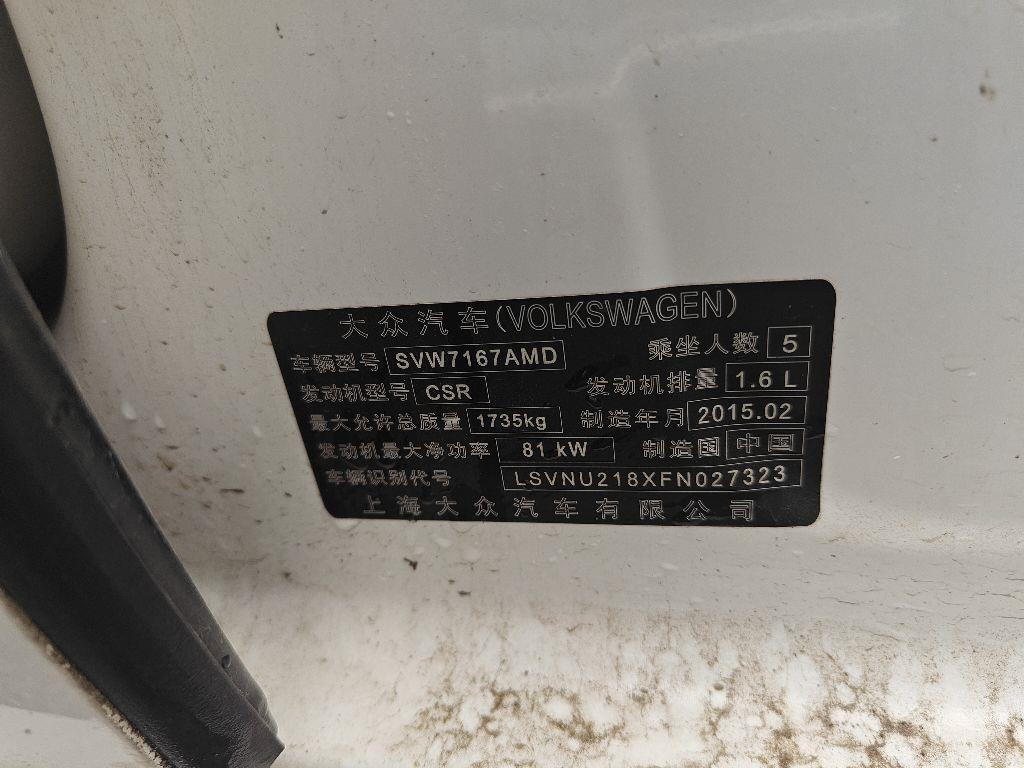 大众汽车(VOLKSWAGEN)
车辆型号 SVW7167AMD 乘坐人数 5
发动机型号 CSR 发动机排量 1.6 L
最大允许总质量 1735kg 制造年月 2015.02
发动机最大净功率 81 kW 制造国 中国
车辆识别代号 LSVNU218XFN027323
上海大众汽车有限公司